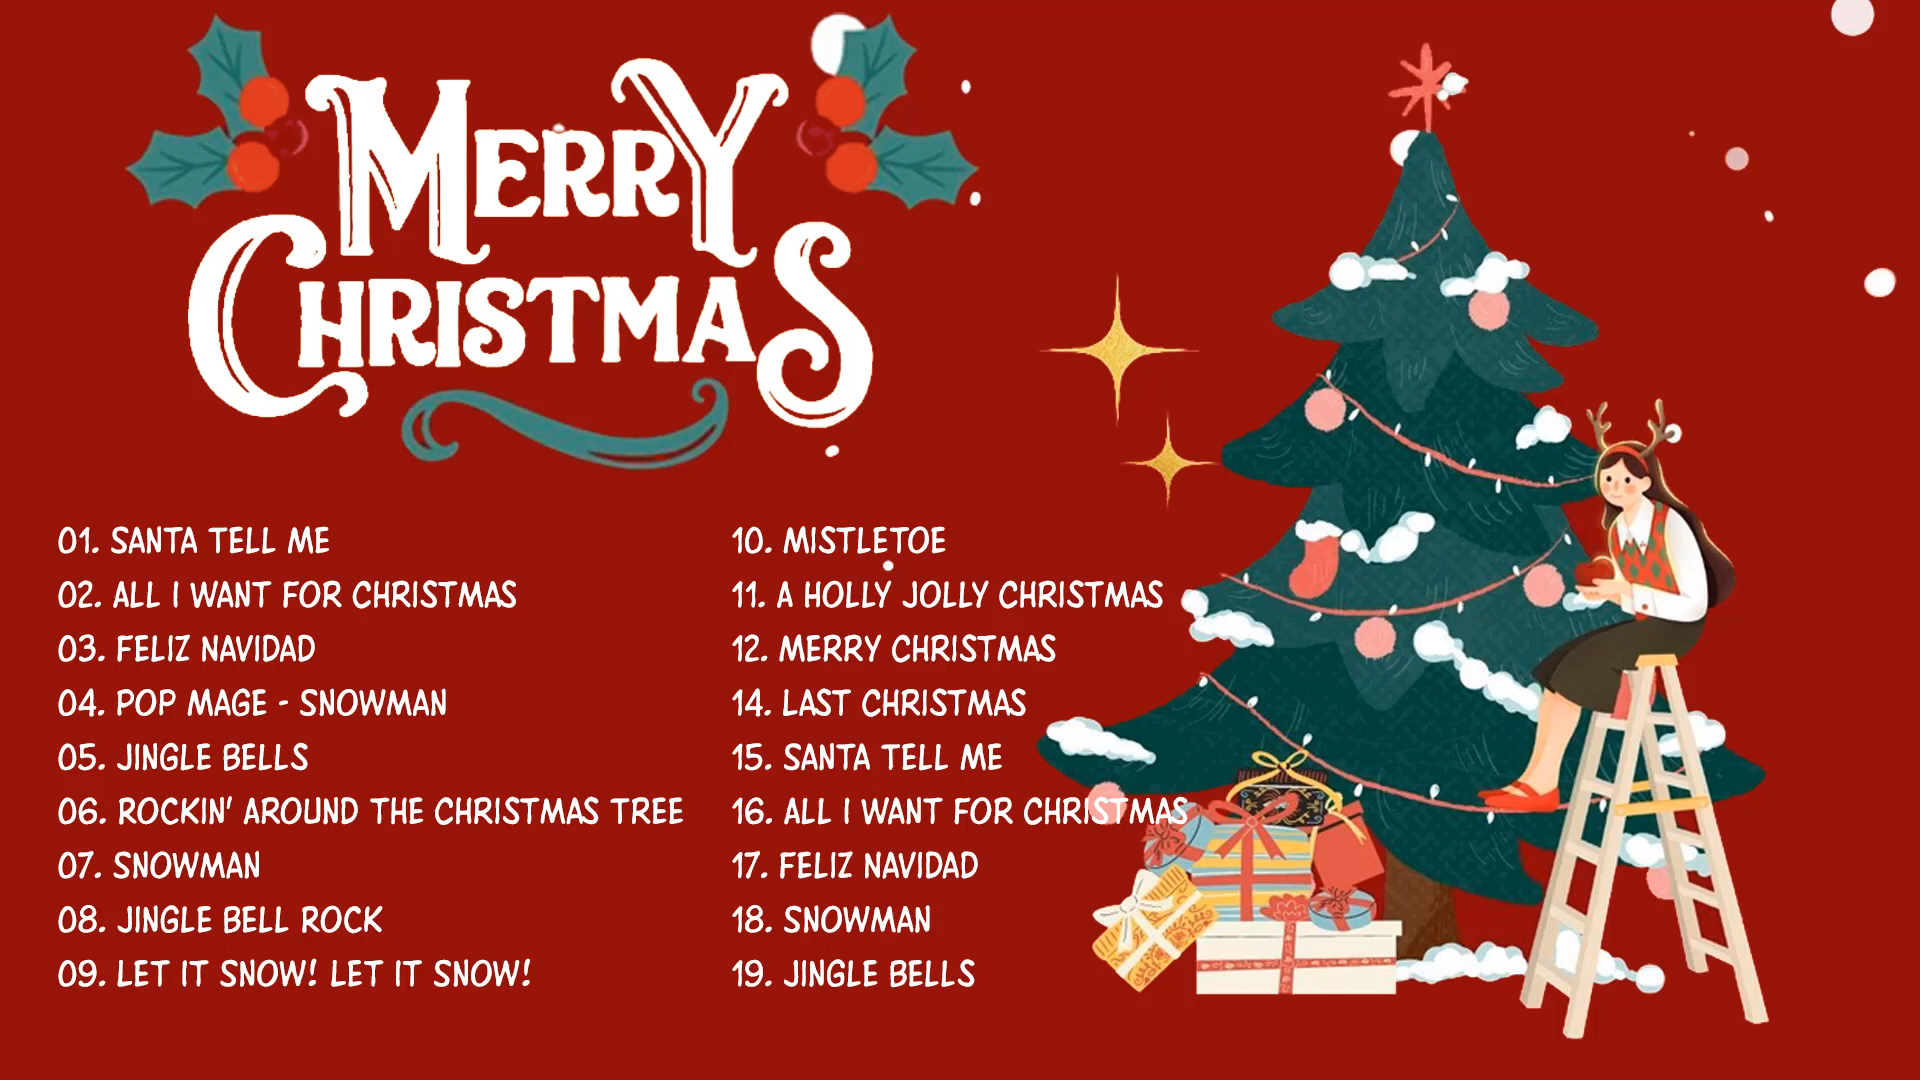 MERRY
CHRISTMAS
01. SANTA TELL ME
02. ALL I WANT FOR CHRISTMAS
03. FELIZ NAVIDAD
04. POP MAGE - SNOWMAN
05. JINGLE BELLS
06. ROCKIN' AROUND THE CHRISTMAS TREE
07. SNOWMAN
08. JINGLE BELL ROCK
09. LET IT SNOW! LET IT SNOW!
10. MISTLETOE
11. A HOLLY JOLLY CHRISTMAS
12. MERRY CHRISTMAS
14. LAST CHRISTMAS
15. SANTA TELL ME
16. ALL I WANT FOR CHRISTMAS
17. FELIZ NAVIDAD
18. SNOWMAN
19. JINGLE BELLS